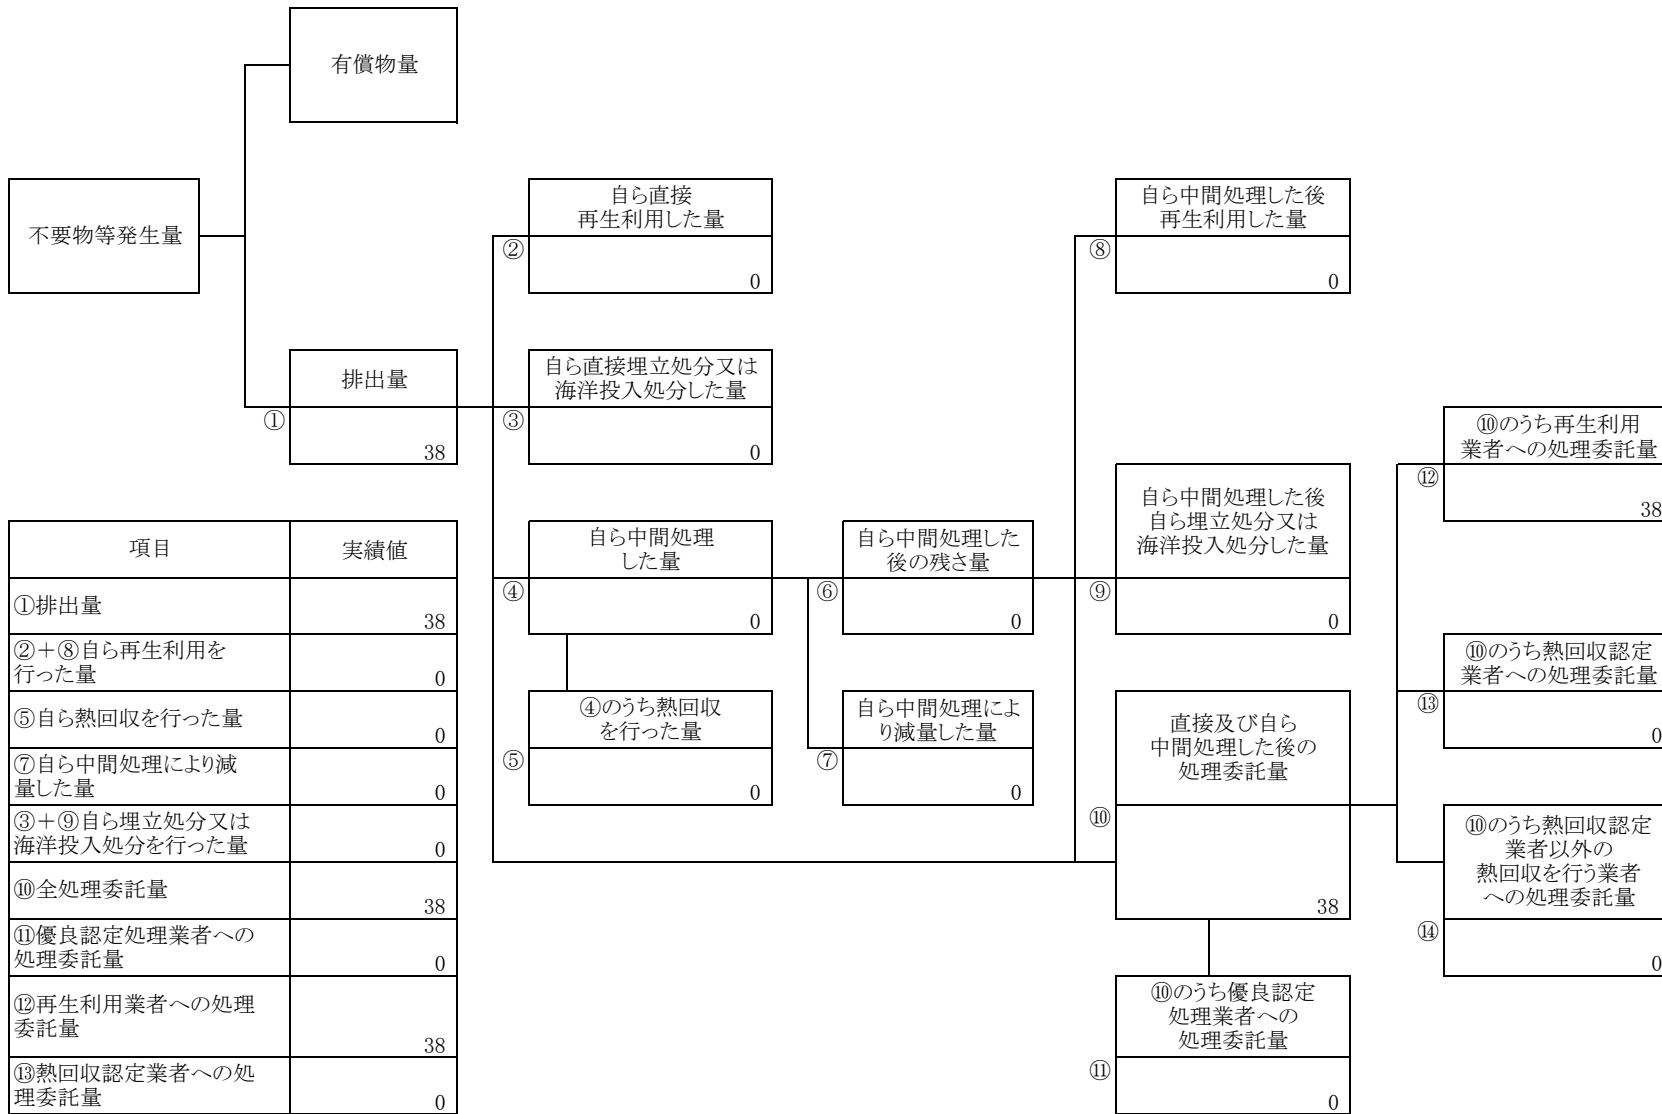 有償物量
不要物等発生量
自ら直接
再生利用した量
②
0
自ら中間処理した後
再生利用した量
⑧
0
排出量
①
38
自ら直接埋立処分又は
海洋投入処分した量
③
0
⑩のうち再生利用
業者への処理委託量
⑫
38
自ら中間処理
した量
④
0
自ら中間処理した
後の残さ量
⑥
0
自ら中間処理した後
自ら埋立処分又は
海洋投入処分した量
⑨
0
⑩のうち熱回収認定
業者への処理委託量
⑬
0
④のうち熱回収
を行った量
⑤
0
自ら中間処理によ
り減量した量
⑦
0
直接及び自ら
中間処理した後の
処理委託量
⑩
38
⑩のうち熱回収認定
業者以外の
熱回収を行う業者
への処理委託量
⑭
0
⑩のうち優良認定
処理業者への
処理委託量
⑪
0
項目 実績値
①排出量
38
②+⑧自ら再生利用を
行った量
0
⑤自ら熱回収を行った量
0
⑦自ら中間処理により減
量した量
0
③+⑨自ら埋立処分又は
海洋投入処分を行った量
0
⑩全処理委託量
38
⑪優良認定処理業者への
処理委託量
0
⑫再生利用業者への処理
委託量
38
⑬熱回収認定業者への処
理委託量
0